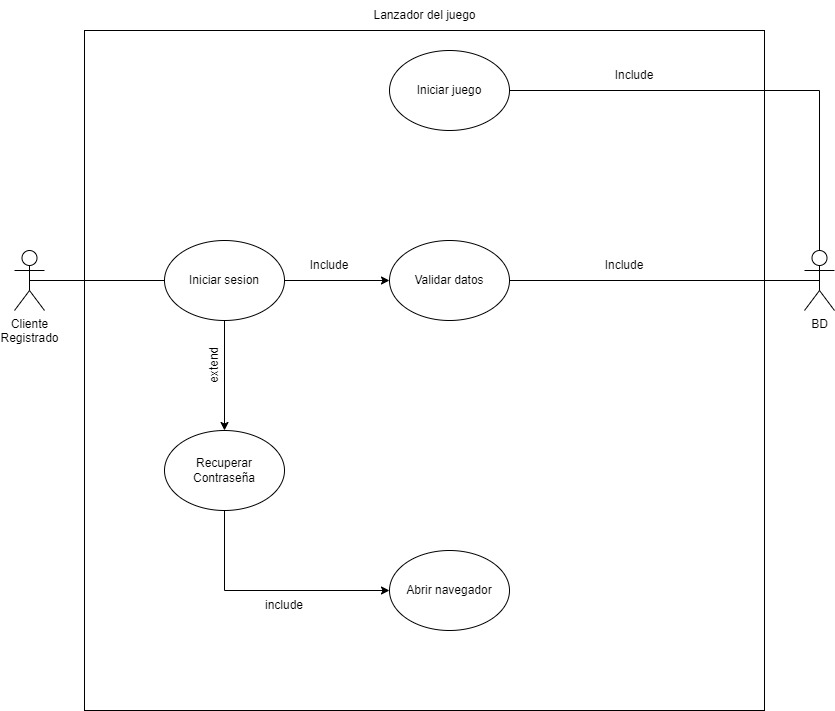 Lanzador del juego
Iniciar juego
Include
Cliente
Registrado
Iniciar sesion
Include
Validar datos
Include
BD
extend
Recuperar
Contraseña
include
Abrir navegador